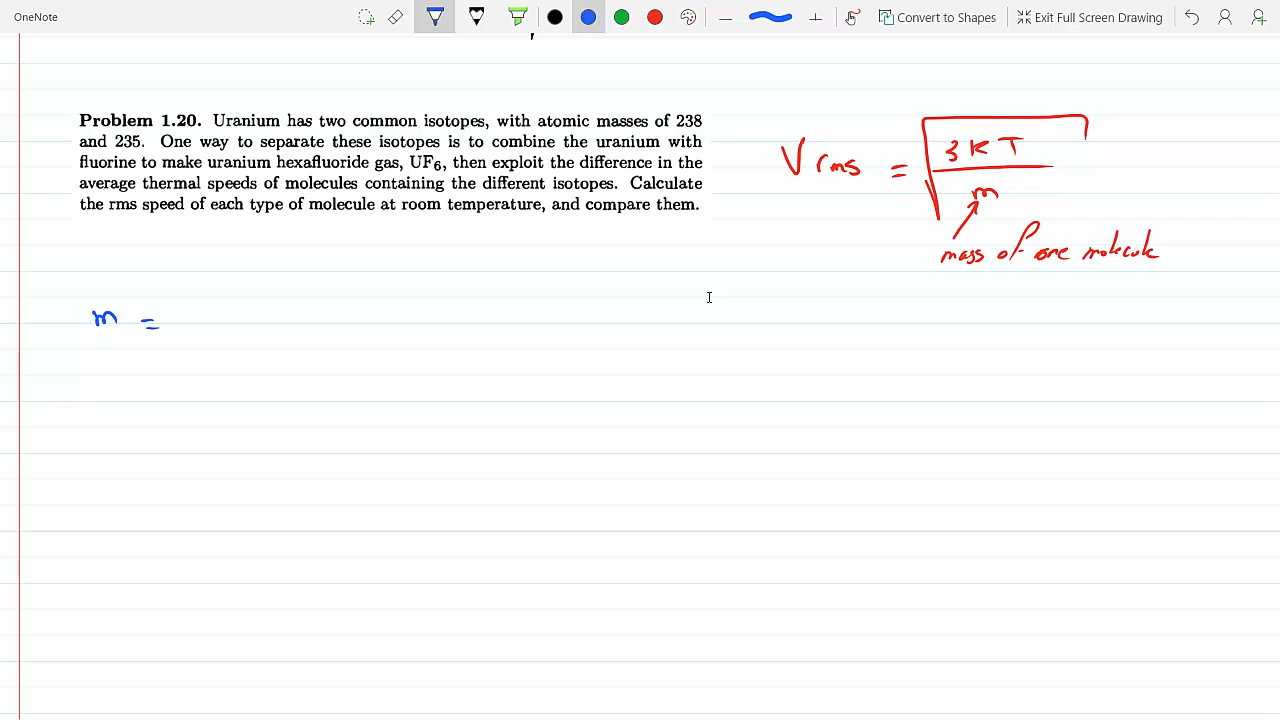 OneNote
Convert to Shapes
Exit Full Screen Drawing
Problem 1.20. Uranium has two common isotopes, with atomic masses of 238
and 235. One way to separate these isotopes is to combine the uranium with
fluorine to make uranium hexafluoride gas, UF6, then exploit the difference in the
average thermal speeds of molecules containing the different isotopes. Calculate
the rms speed of each type of molecule at room temperature, and compare them.
Vrms = √(3KT
m
mass of one molecule
m =